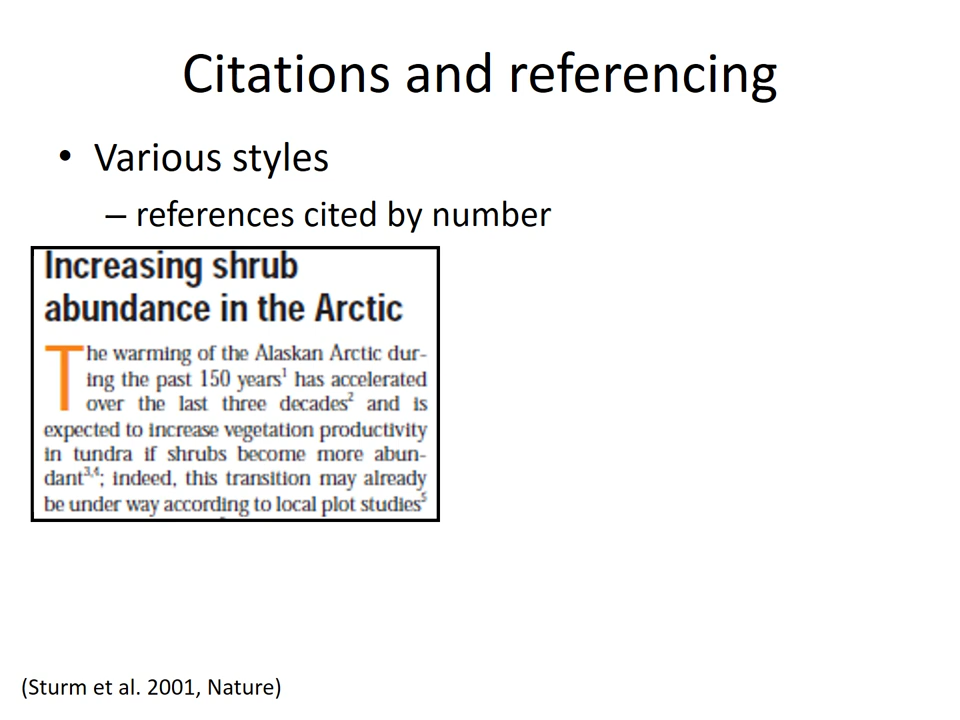 Citations and referencing
• Various styles
– references cited by number
Increasing shrub
abundance in the Arctic
The warming of the Alaskan Arctic dur-
ing the past 150 years¹ has accelerated
over the last three decades² and is
expected to increase vegetation productivity
in tundra if shrubs become more abun-
dant³,⁴; indeed, this transition may already
be under way according to local plot studies⁵
(Sturm et al. 2001, Nature)